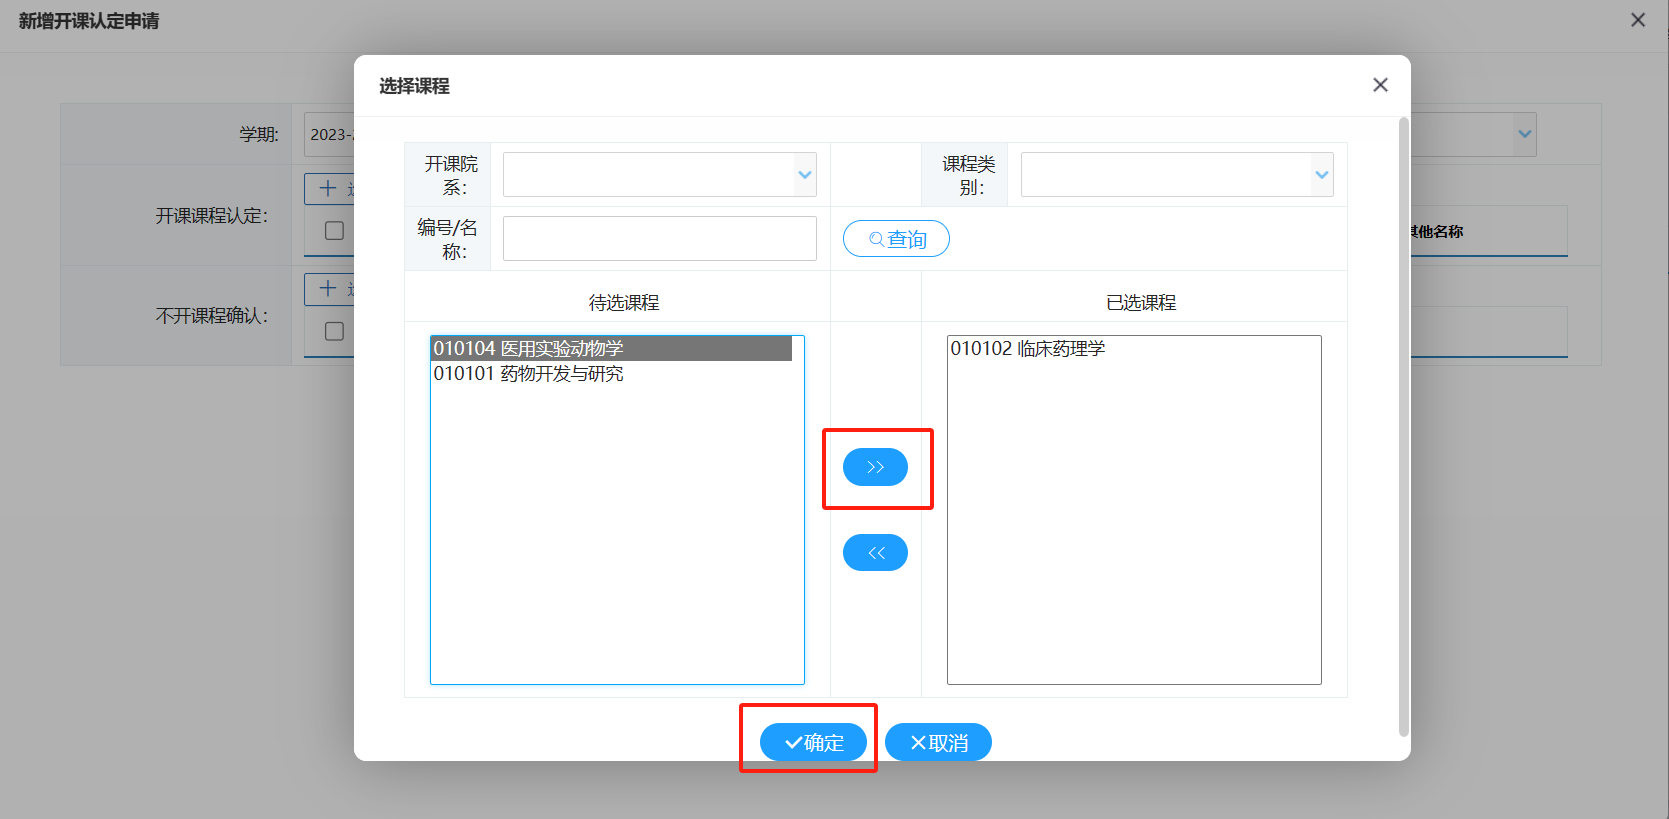 新增开课认定申请
选择课程
学期:
2023-
开课院系:
课程类别:
开课课程认定:
编号/名称:
查询
其他名称
不开课程确认:
待选课程
已选课程
010104 医用实验动物学
010101 药物开发与研究
010102 临床药理学
>>
<<
确定
取消